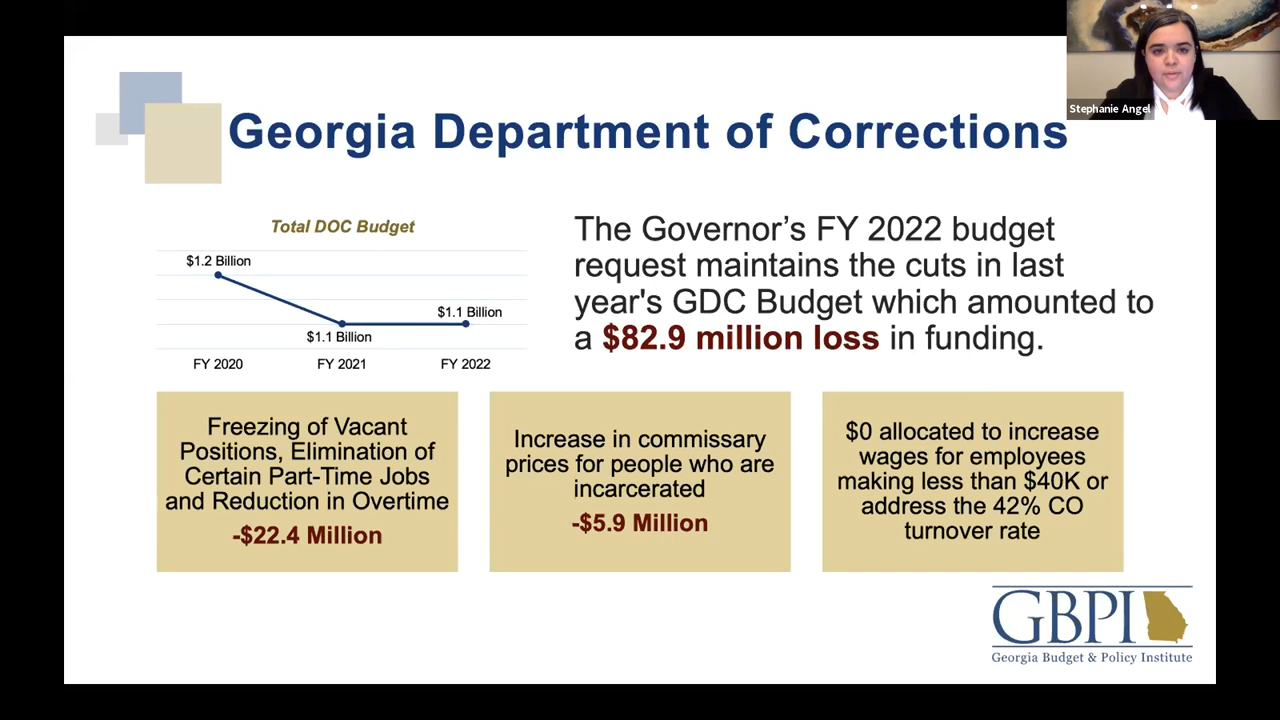 Stephanie Angel
Georgia Department of Corrections
Total DOC Budget
$1.2 Billion
$1.1 Billion
$1.1 Billion
FY 2020
FY 2021
FY 2022
The Governor’s FY 2022 budget
request maintains the cuts in last
year's GDC Budget which amounted to
a $82.9 million loss in funding.
Freezing of Vacant
Positions, Elimination of
Certain Part-Time Jobs
and Reduction in Overtime
-$22.4 Million
Increase in commissary
prices for people who are
incarcerated
-$5.9 Million
$0 allocated to increase
wages for employees
making less than $40K or
address the 42% CO
turnover rate
GBPI
Georgia Budget & Policy Institute